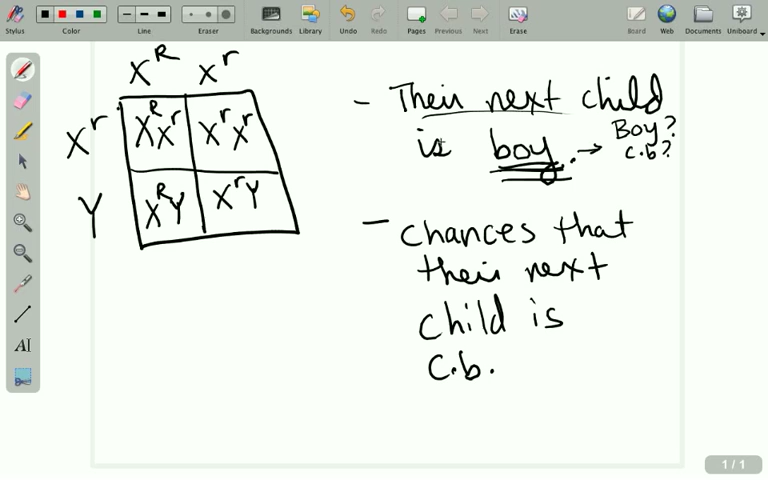 Stylus
Color
Line
Eraser
Backgrounds
Library
Undo
Redo
Pages
Previous
Next
Erase
Board
Web
Documents
Uniboard
X^R X^r
X^r X^R X^r X^r X^r
Y X^R Y X^r Y
- Their next child
is boy. → Boy?
c.b?
- Chances that
their next
child is
c.b.
AI
1 / 1